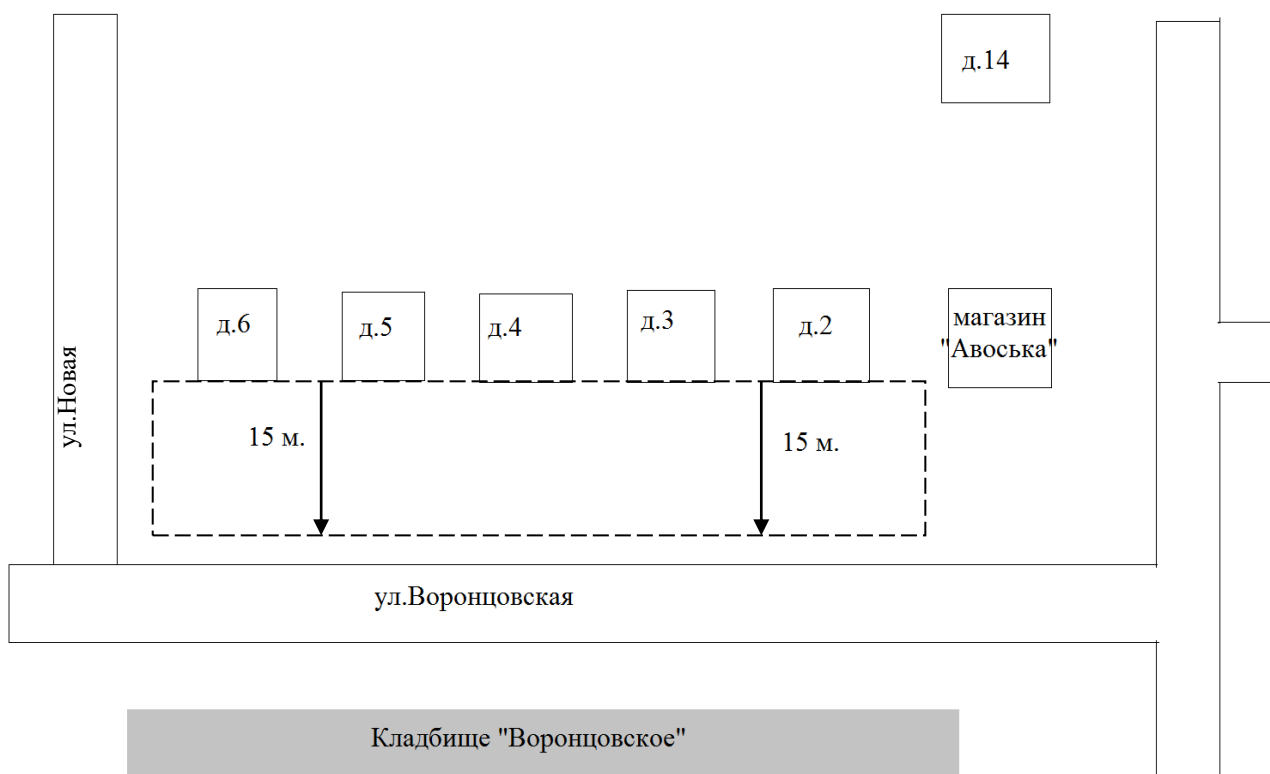 д.14
д.6
д.5
д.4
д.3
д.2
магазин
"Авоська"
ул.Новая
15 м.
15 м.
ул.Воронцовская
Кладбище "Воронцовское"